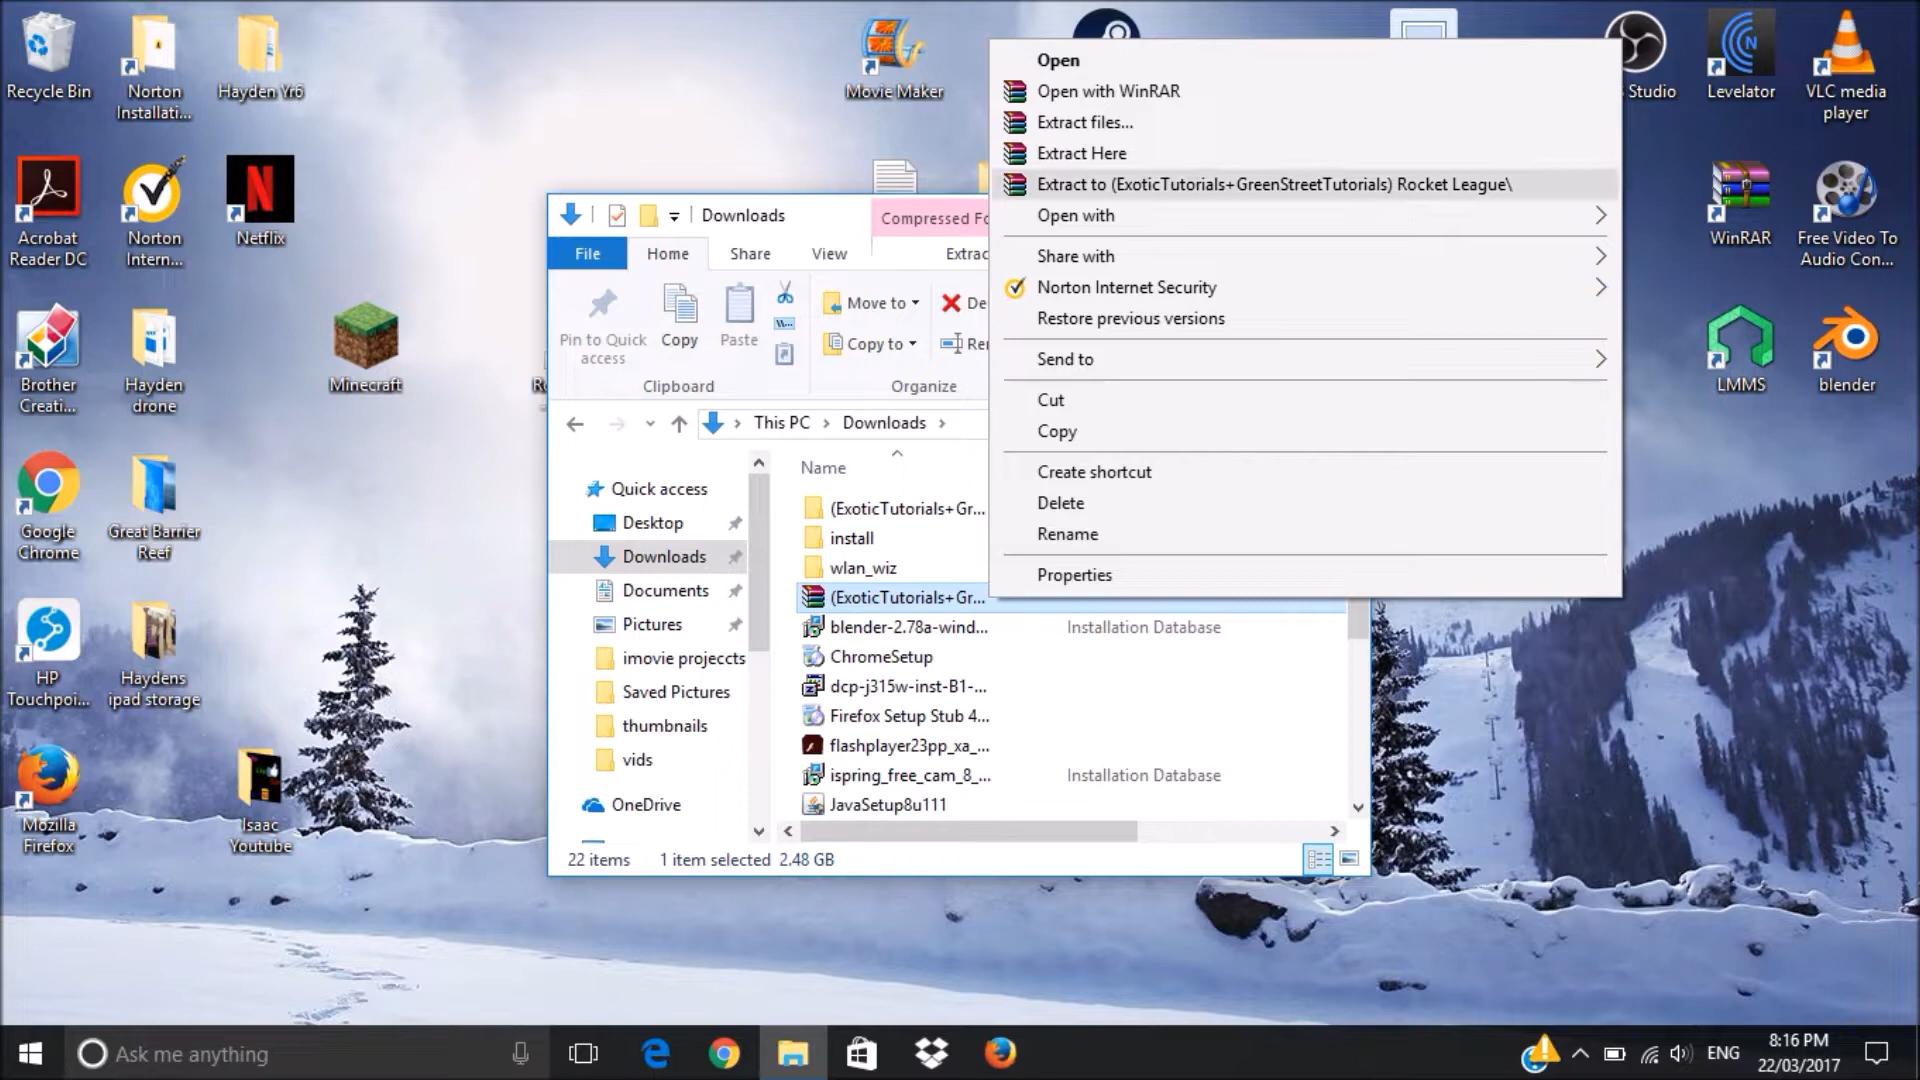 Recycle Bin
Norton
Installati...
Hayden Yr6
Movie Maker
Studio
Levelator
VLC media
player
Acrobat
Reader DC
Norton
Intern...
Netflix
WinRAR
Free Video To
Audio Con...
Brother
Creati...
Hayden
drone
Minecraft
LMMS
blender
Google
Chrome
Great Barrier
Reef
HP
Touchpoi...
Haydens
ipad storage
Mozilla
Firefox
Isaac
Youtube
Downloads
Compressed Fo
File
Home
Share
View
Extrac
Pin to Quick
access
Copy
Paste
Move to
Copy to
De
Re
Clipboard
Organize
This PC
Downloads
Name
Quick access
Desktop
Downloads
Documents
Pictures
imovie projeccts
Saved Pictures
thumbnails
vids
OneDrive
(ExoticTutorials+Gr...
install
wlan_wiz
(ExoticTutorials+Gr...
blender-2.78a-wind... Installation Database
ChromeSetup
dcp-j315w-inst-B1-...
Firefox Setup Stub 4...
flashplayer23pp_xa_...
ispring_free_cam_8_... Installation Database
JavaSetup8u111
22 items 1 item selected 2.48 GB
Open
Open with WinRAR
Extract files...
Extract Here
Extract to (ExoticTutorials+GreenStreetTutorials) Rocket League\
Open with
Share with
Norton Internet Security
Restore previous versions
Send to
Cut
Copy
Create shortcut
Delete
Rename
Properties
Ask me anything
ENG
8:16 PM
22/03/2017